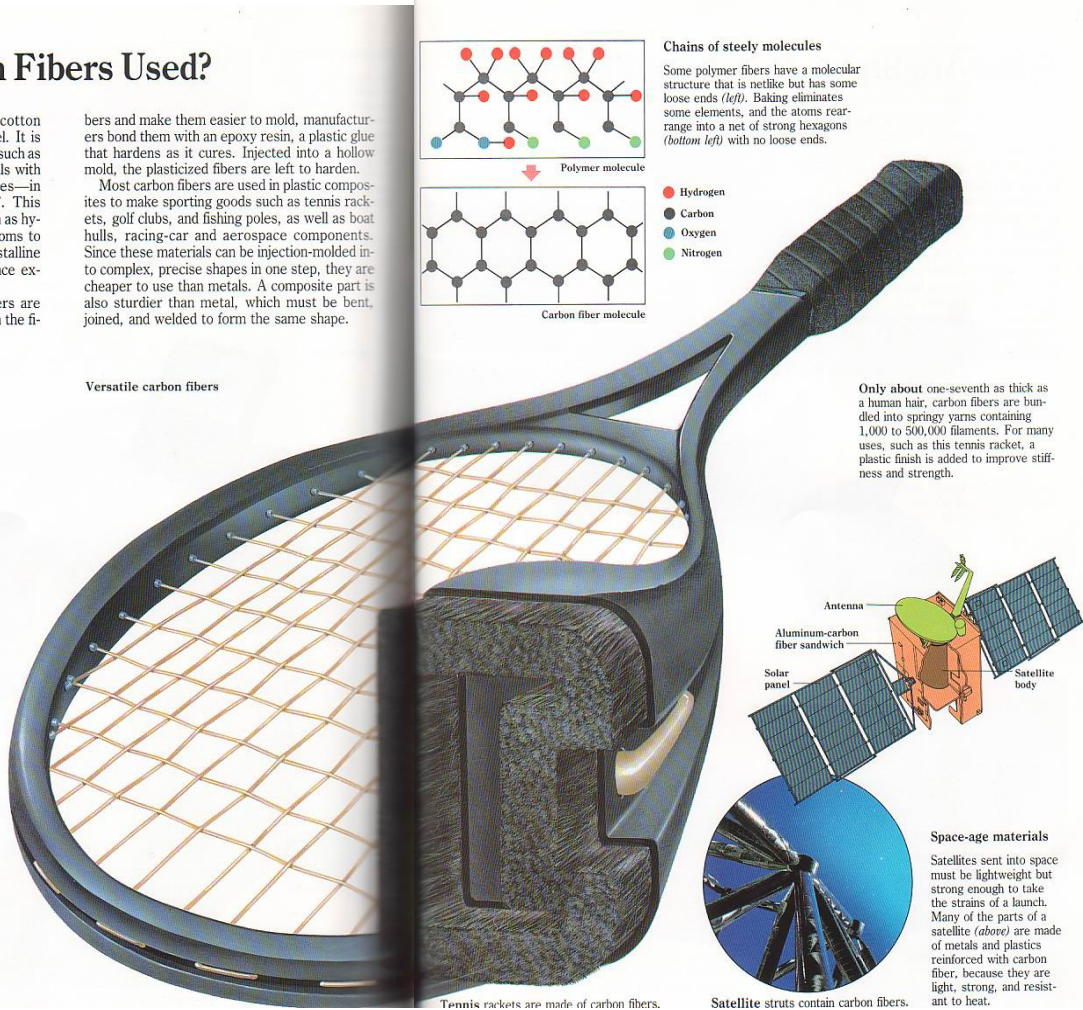 n Fibers Used?
cotton
el. It is
such as
ls with
es—in
". This
as hy-
oms to
stalline
ce ex-
ers are
the fi-
bers and make them easier to mold, manufactur-
ers bond them with an epoxy resin, a plastic glue
that hardens as it cures. Injected into a hollow
mold, the plasticized fibers are left to harden.
Most carbon fibers are used in plastic compos-
ites to make sporting goods such as tennis rack-
ets, golf clubs, and fishing poles, as well as boat
hulls, racing-car and aerospace components.
Since these materials can be injection-molded in-
to complex, precise shapes in one step, they are
cheaper to use than metals. A composite part is
also sturdier than metal, which must be bent,
joined, and welded to form the same shape.
Versatile carbon fibers
Polymer molecule
Carbon fiber molecule
Chains of steely molecules
Some polymer fibers have a molecular
structure that is netlike but has some
loose ends (left). Baking eliminates
some elements, and the atoms rear-
range into a net of strong hexagons
(bottom left) with no loose ends.
Hydrogen
Carbon
Oxygen
Nitrogen
Only about one-seventh as thick as
a human hair, carbon fibers are bun-
dled into springy yarns containing
1,000 to 500,000 filaments. For many
uses, such as this tennis racket, a
plastic finish is added to improve stiff-
ness and strength.
Antenna
Aluminum-carbon
fiber sandwich
Solar
panel
Satellite
body
Space-age materials
Satellites sent into space
must be lightweight but
strong enough to take
the strains of a launch.
Many of the parts of a
satellite (above) are made
of metals and plastics
reinforced with carbon
fiber, because they are
light, strong, and resist-
ant to heat.
Tennis rackets are made of carbon fibers.
Satellite struts contain carbon fibers.